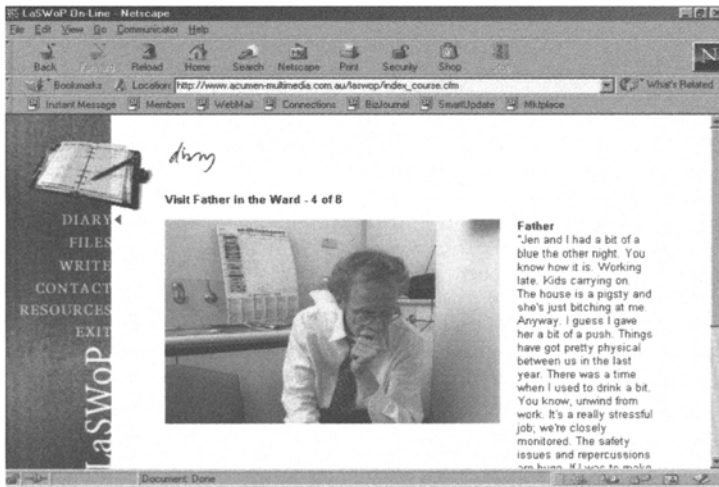 LaSWoP On-Line - Netscape
File Edit View Go Communicator Help
Back Forward Reload Home Search Netscape Print Security Shop Stop
Bookmarks Location: http://www.acumen-multimedia.com.au/laswop/index_course.cfm What's Related
Instant Message Members WebMail Connections BizJournal SmartUpdate Mktplace
diary
Visit Father in the Ward - 4 of 8
DIARY
FILES
WRITE
CONTACT
RESOURCES
EXIT
LaSWoP
Father
"Jen and I had a bit of a
blue the other night. You
know how it is. Working
late. Kids carrying on.
The house is a pigsty and
she's just bitching at me.
Anyway. I guess I gave
her a bit of a push. Things
have got pretty physical
between us in the last
year. There was a time
when I used to drink a bit.
You know, unwind from
work. It's a really stressful
job; we're closely
monitored. The safety
issues and repercussions
are huge. If I was to make
Document: Done